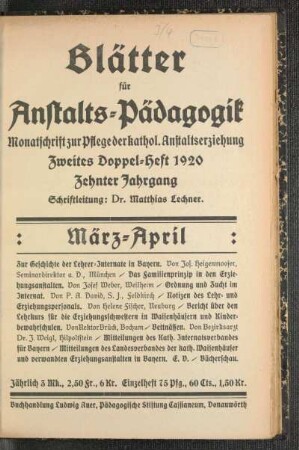 Blätter
für
Anstalts-Pädagogik
Monatschrift zur Pflege der kathol. Anstaltserziehung
Zweites Doppel-Heft 1920
Zehnter Jahrgang
Schriftleitung: Dr. Matthias Lechner.
: März-April :
Zur Geschichte der Lehrer-Internate in Bayern. Von Jos. Heigenmooser,
Seminardirektor a. D., München / Das Familienprinzip in den Erzie-
hungsanstalten. Von Josef Weber, Weilheim / Ordnung und Zucht im
Internat. Von P. A. David, S. J., Feldkirch / Notizen des Lehr- und
Erziehungspersonals. Von Helene Filcher, Neuburg / Bericht über den
Lehrkurs für die Erziehungsschwestern in Waisenhäusern und Kinder-
bewahrschulen. Von Rektor Brück, Bochum / Bettnässen. Von Bezirksarzt
Dr. J. Weigl, Hilpoltstein / Mitteilungen des Kath. Internatsverbandes
für Bayern / Mitteilungen des Landesverbandes der kath. Waisenhäuser
und verwandten Erziehungsanstalten in Bayern. E. V. / Bücherschau.
Jährlich 5 Mk., 2,50 Fr., 6 Kr. Einzelheft 75 Pfg., 60 Cts., 1,50 Kr.
Buchhandlung Ludwig Auer, Pädagogische Stiftung Cassianeum, Donauwörth